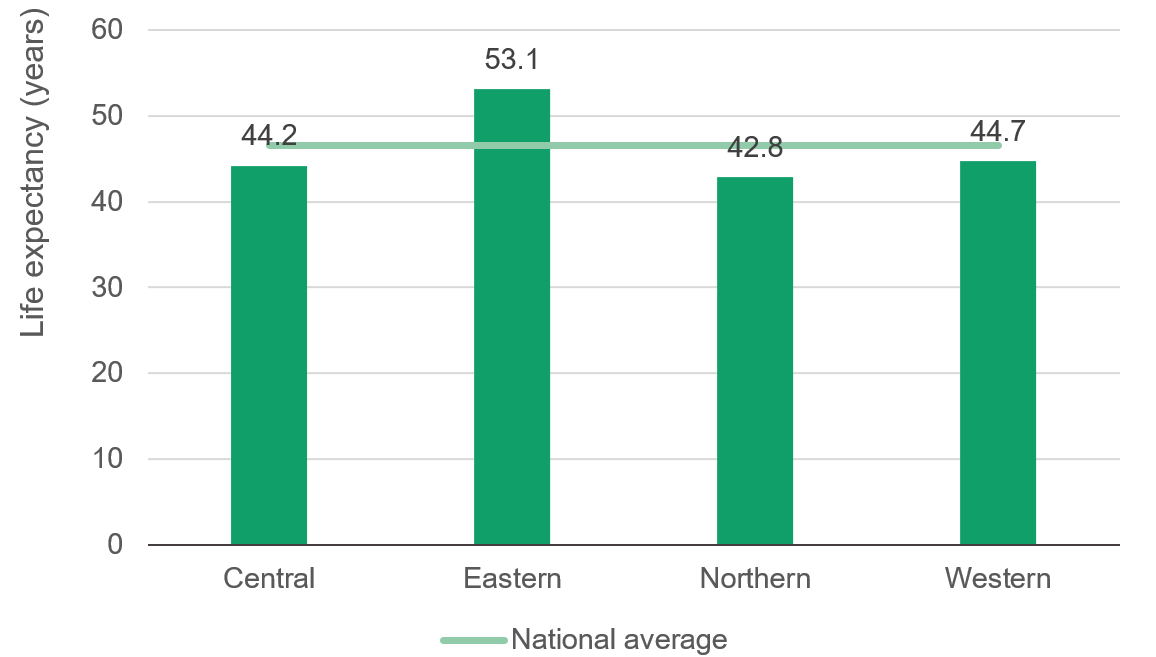 Life expectancy (years)
60
50
40
30
20
10
0
44.2
53.1
42.8
44.7
Central
Eastern
Northern
Western
National average